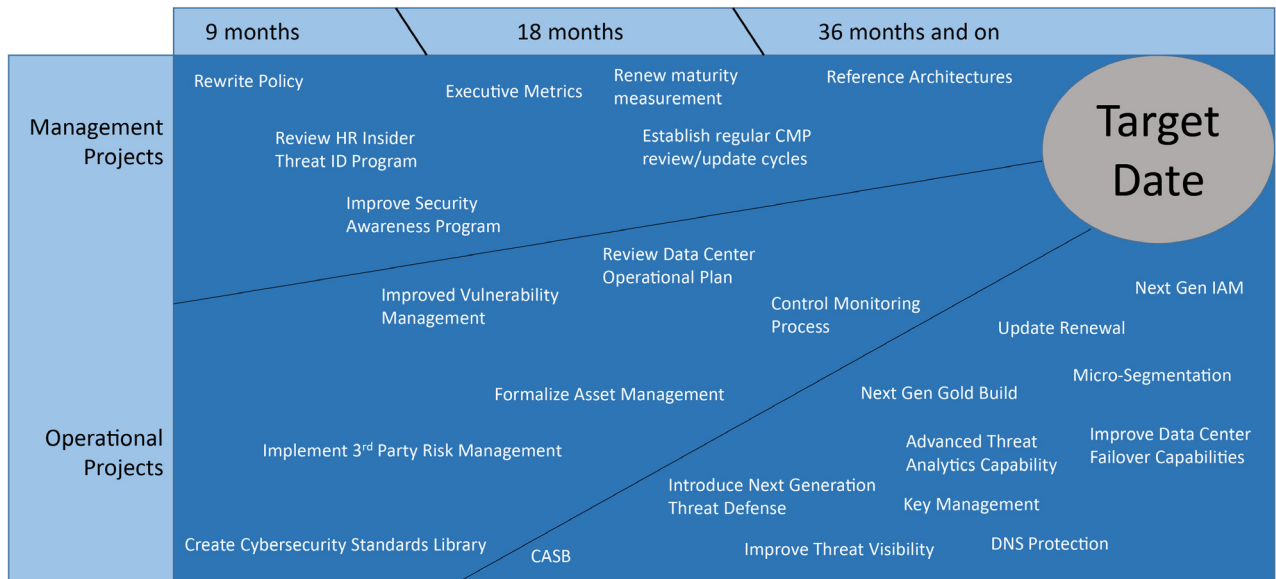 9 months
18 months
36 months and on
Management
Projects
Rewrite Policy
Executive Metrics
Renew maturity
measurement
Reference Architectures
Review HR Insider
Threat ID Program
Establish regular CMP
review/update cycles
Improve Security
Awareness Program
Target
Date
Operational
Projects
Review Data Center
Operational Plan
Improved Vulnerability
Management
Control Monitoring
Process
Next Gen IAM
Update Renewal
Formalize Asset Management
Next Gen Gold Build
Micro-Segmentation
Implement 3rd Party Risk Management
Advanced Threat
Analytics Capability
Improve Data Center
Failover Capabilities
Introduce Next Generation
Threat Defense
Key Management
Create Cybersecurity Standards Library
CASB
Improve Threat Visibility
DNS Protection